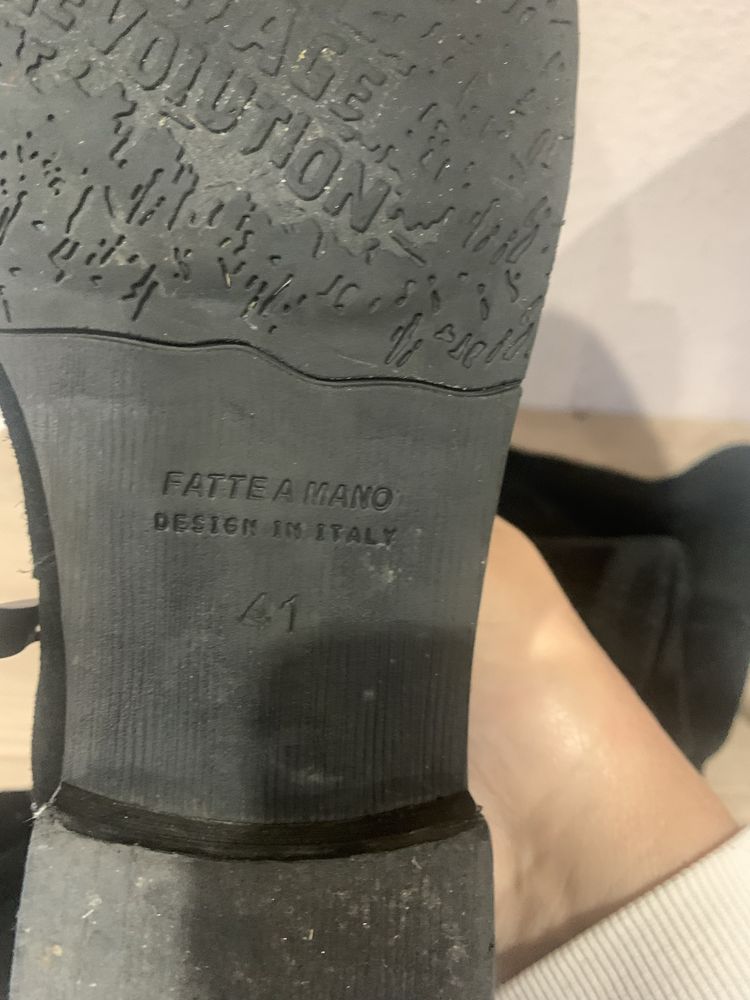 EVOLUTION
FATTE A MANO
DESIGN IN ITALY
41